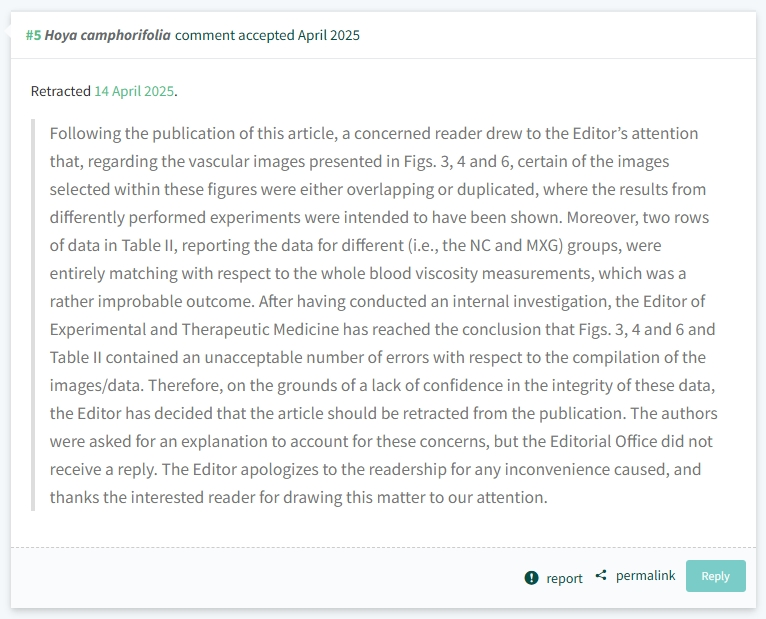 #5 Hoya camphorifolia comment accepted April 2025
Retracted 14 April 2025.
Following the publication of this article, a concerned reader drew to the Editor’s attention
that, regarding the vascular images presented in Figs. 3, 4 and 6, certain of the images
selected within these figures were either overlapping or duplicated, where the results from
differently performed experiments were intended to have been shown. Moreover, two rows
of data in Table II, reporting the data for different (i.e., the NC and MXG) groups, were
entirely matching with respect to the whole blood viscosity measurements, which was a
rather improbable outcome. After having conducted an internal investigation, the Editor of
Experimental and Therapeutic Medicine has reached the conclusion that Figs. 3, 4 and 6 and
Table II contained an unacceptable number of errors with respect to the compilation of the
images/data. Therefore, on the grounds of a lack of confidence in the integrity of these data,
the Editor has decided that the article should be retracted from the publication. The authors
were asked for an explanation to account for these concerns, but the Editorial Office did not
receive a reply. The Editor apologizes to the readership for any inconvenience caused, and
thanks the interested reader for drawing this matter to our attention.
report permalink Reply